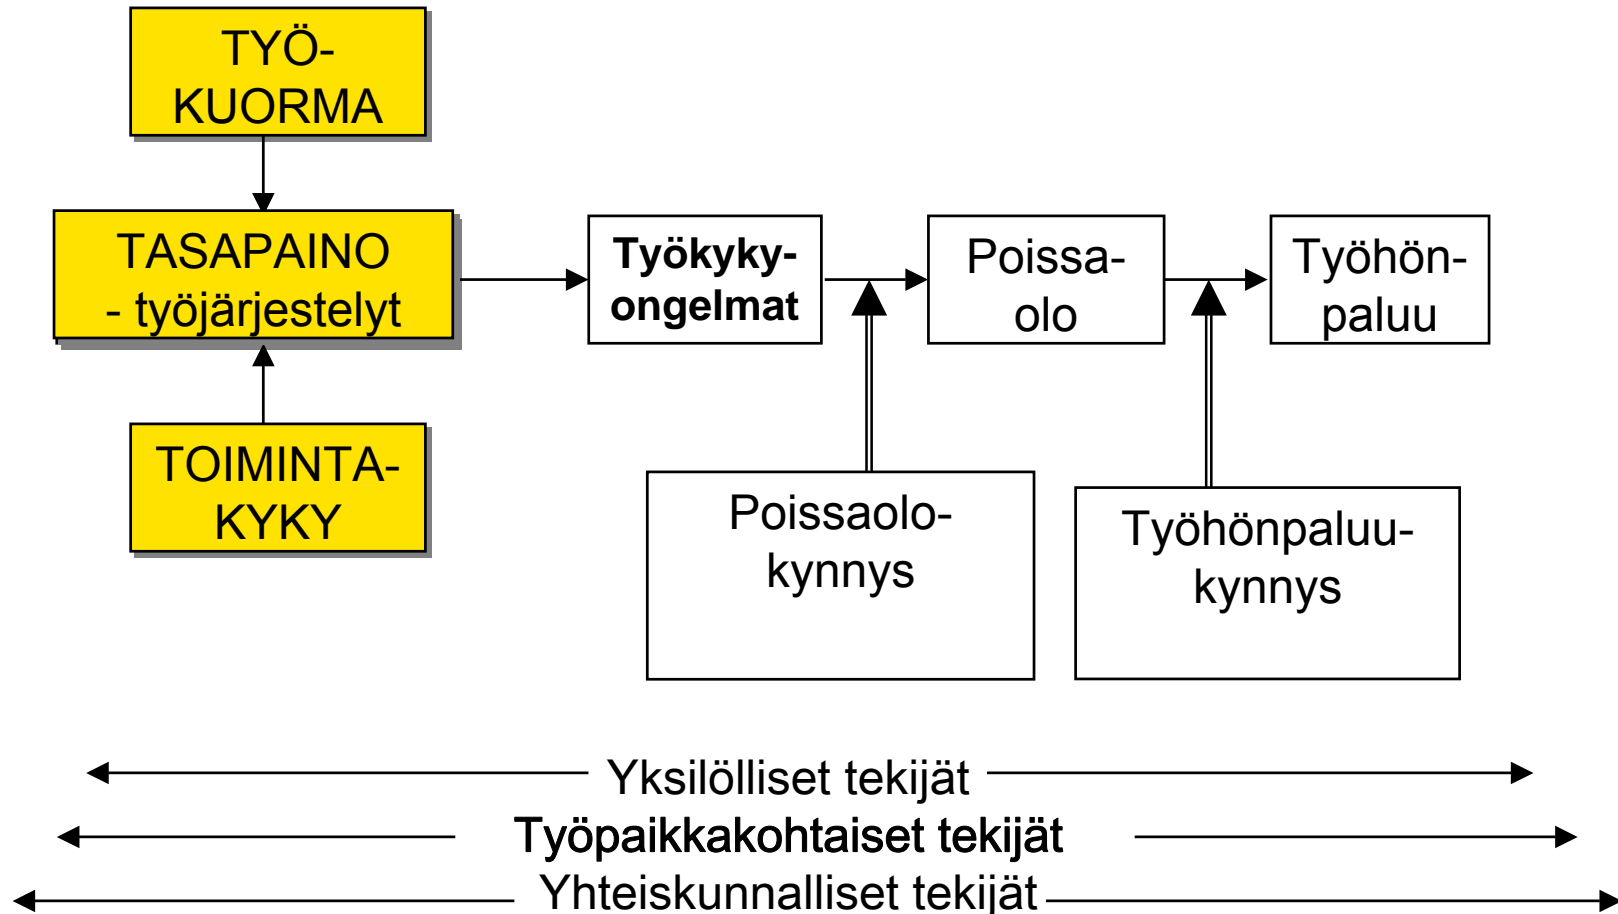 TYÖ-
KUORMA
TASAPAINO
- työjärjestelyt
TOIMINTA-
KYKY
Työkyky-
ongelmat
Poissa-
olo
Työhön-
paluu
Poissaolo-
kynnys
Työhönpaluu-
kynnys
Yksilölliset tekijät
Työpaikkakohtaiset tekijät
Yhteiskunnalliset tekijät